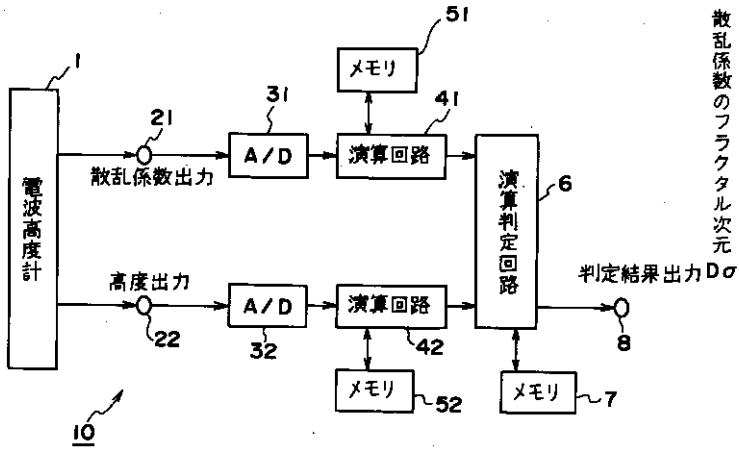 51
メモリ
1
21
31
41
A/D
演算回路
散乱係数出力
6
電波高度計
演算判定回路
高度出力
判定結果出力
A/D
演算回路
22
32
42
8
メモリ
52
メモリ
7
10
散乱係数のフラクタル次元
Dσ